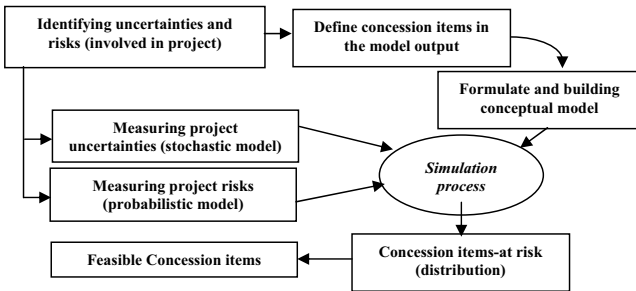 Identifying uncertainties and
risks (involved in project)
Define concession items in
the model output
Formulate and building
conceptual model
Measuring project
uncertainties (stochastic model)
Simulation
process
Measuring project risks
(probabilistic model)
Concession items-at risk
(distribution)
Feasible Concession items